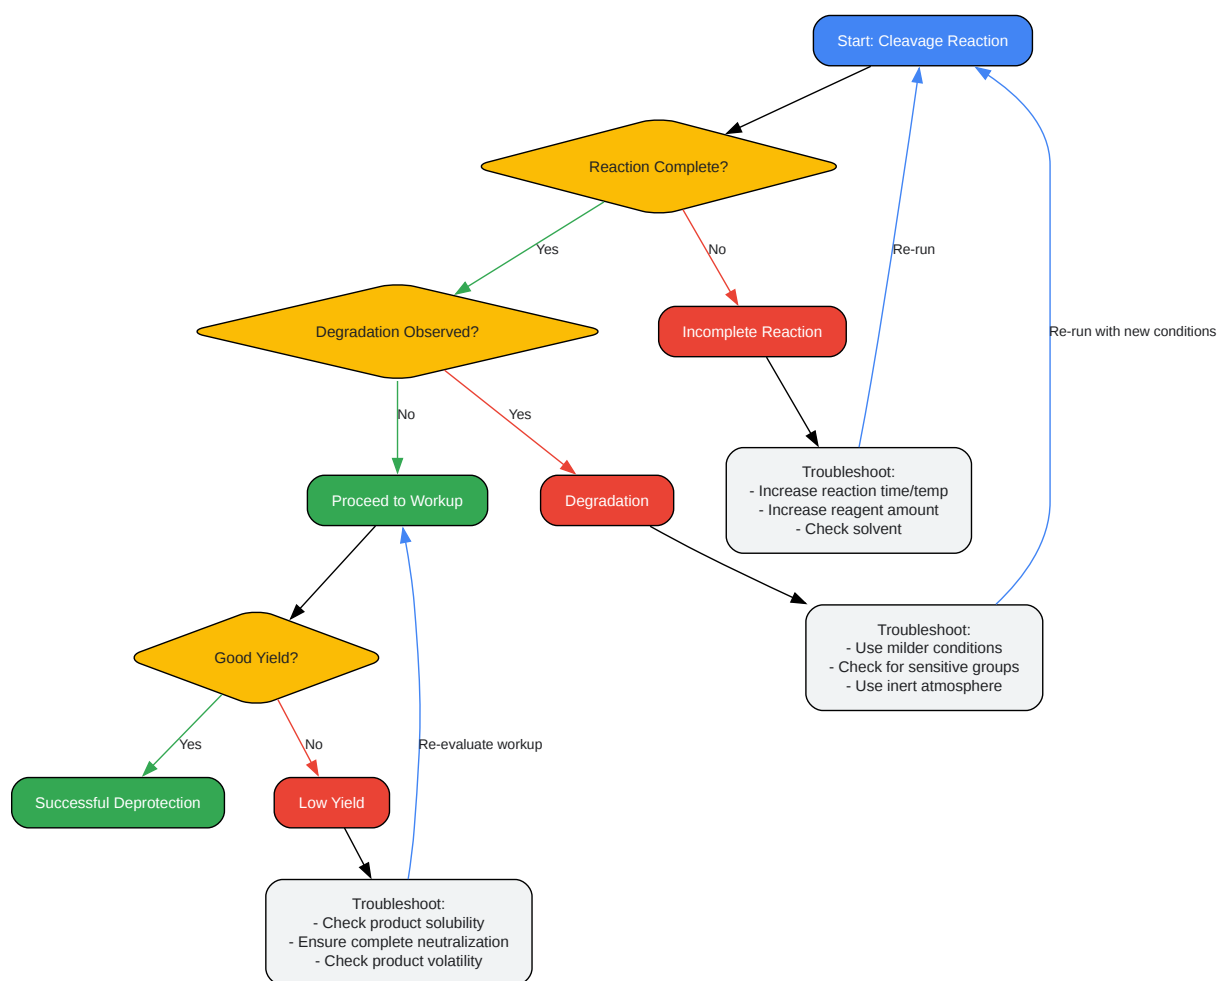 Start: Cleavage Reaction
Reaction Complete?
Yes
No
Re-run
Degradation Observed?
Incomplete Reaction
Re-run with new conditions
No
Yes
Troubleshoot:
- Increase reaction time/temp
- Increase reagent amount
- Check solvent
Proceed to Workup
Degradation
Troubleshoot:
- Use milder conditions
- Check for sensitive groups
- Use inert atmosphere
Good Yield?
Yes
No
Re-evaluate workup
Successful Deprotection
Low Yield
Troubleshoot:
- Check product solubility
- Ensure complete neutralization
- Check product volatility